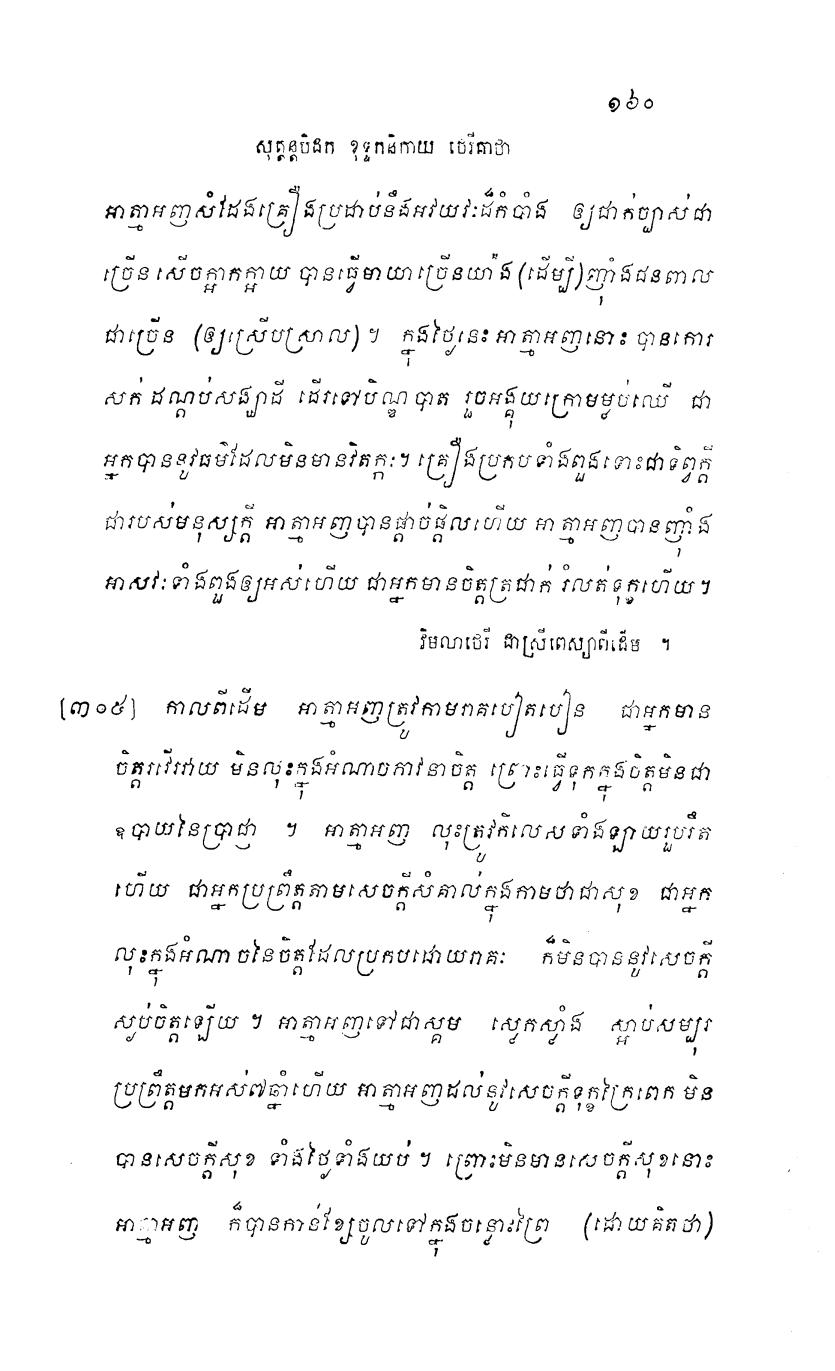 ១៦០
សុត្តន្តបិដក ខុទ្ទកនិកាយ ថេរីគាថា
អាត្មាអញសំដែងគ្រឿងប្រដាប់នឹងអវយវៈដ៏កំបាំង ឲ្យជាក់ច្បាស់ជា
ច្រើន សើចក្អាកក្អាយ បានធ្វើមាយាច្រើនយ៉ាង (ដើម្បី) ញុំាងជនពាល
ជាច្រើន (ឲ្យស្រើបស្រាល) ។ ក្នុងថ្ងៃនេះ អាត្មាអញនោះ បានកោរ
សក់ ដណ្តប់សង្ឃាដី ដើរទៅបិណ្ឌបាត រួចអង្គុយក្រោមម្លប់ឈើ ជា
អ្នកបាននូវធម៌ដែលមិនមានវិតក្កៈ។ គ្រឿងប្រកបទាំងពួងទោះជាទិព្វក្តី
ជារបស់មនុស្សក្តី អាត្មាអញបានផ្តាច់ផ្តិលហើយ អាត្មាអញបានញុំាង
អាសវៈទាំងពួងឲ្យអស់ហើយ ជាអ្នកមានចិត្តត្រជាក់ រំលត់ទុក្ខហើយ។
វិមលាថេរី ជាស្រីពេស្យាពីដើម ។
[៣០៥] កាលពីដើម អាត្មាអញត្រូវកាមរាគបៀតបៀន ជាអ្នកមាន
ចិត្តរវើរវាយ មិនលុះក្នុងអំណាចភាវនាចិត្ត ព្រោះធ្វើទុកក្នុងចិត្តមិនជា
ឧបាយនៃប្រាជ្ញា ។ អាត្មាអញ លុះត្រូវកិលេសទាំងឡាយរួបរឹត
ហើយ ជាអ្នកប្រព្រឹត្តតាមសេចក្តីសំគាល់ក្នុងកាមថាជាសុខ ជាអ្នក
លុះក្នុងអំណាចនៃចិត្តដែលប្រកបដោយរាគៈ ក៏មិនបាននូវសេចក្តី
ស្ងប់ចិត្តឡើយ ។ អាត្មាអញទៅជាស្គម ស្លេកស្លាំង ស្អាប់សម្បុរ
ប្រព្រឹត្តមកអស់៧ឆ្នាំហើយ អាត្មាអញដល់នូវសេចក្តីទុក្ខក្រៃពេក មិន
បានសេចក្តីសុខ ទាំងថ្ងៃទាំងយប់ ។ ព្រោះមិនមានសេចក្តីសុខនោះ
អាត្មាអញ ក៏បានកាន់ខ្សែចូលទៅក្នុងចន្លោះព្រៃ (ដោយគិតថា)